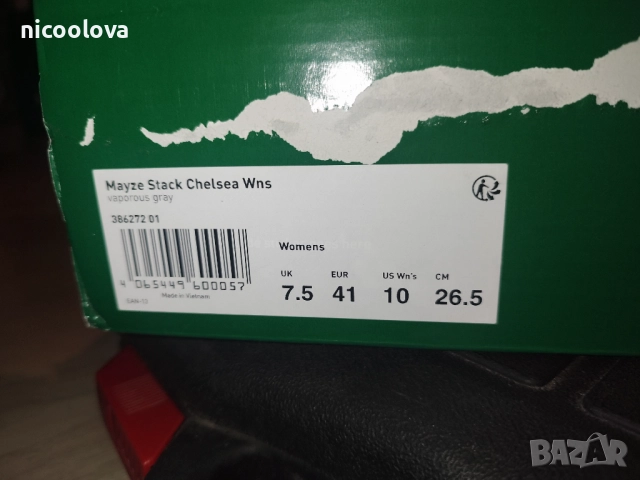 nicoolova
Mayze Stack Chelsea Wns
vaporous gray
386272 01
4 065449 600057
Made in Vietnam
Womens
UK EUR US Wn's CM
7.5 41 10 26.5
BAZAR